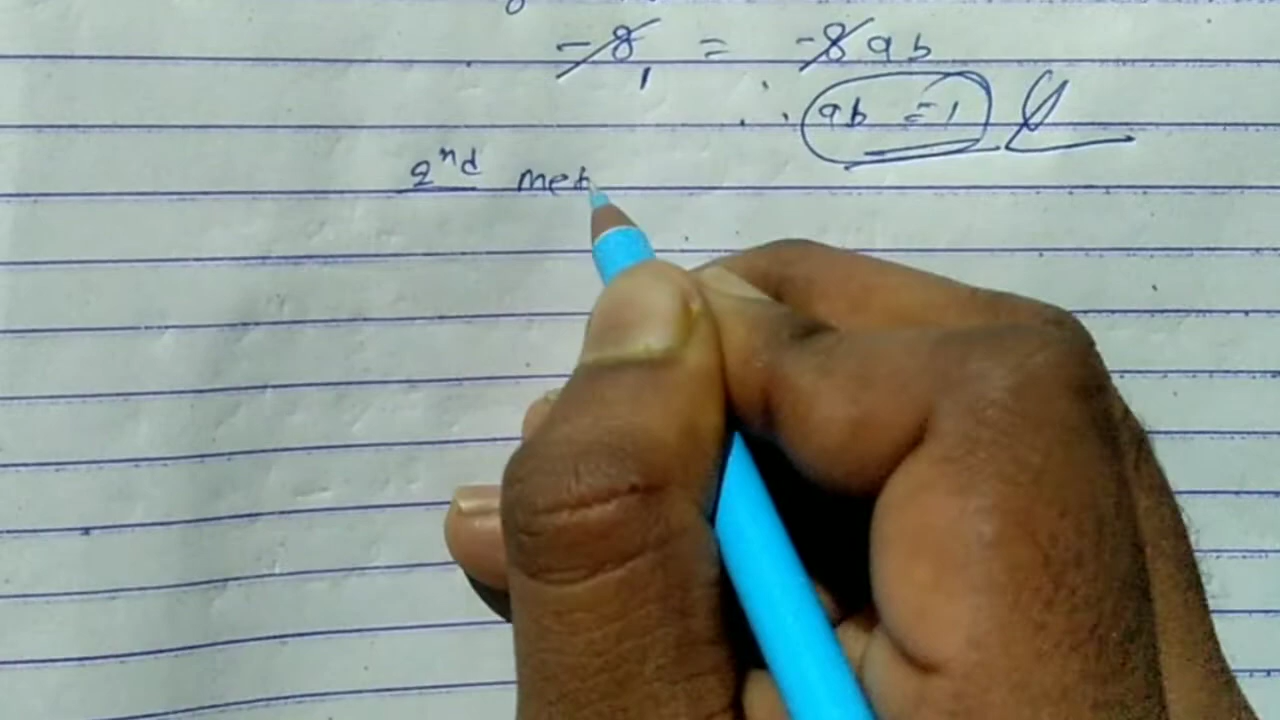 -8 1 = -8ab
∴ ab = 1
2nd met